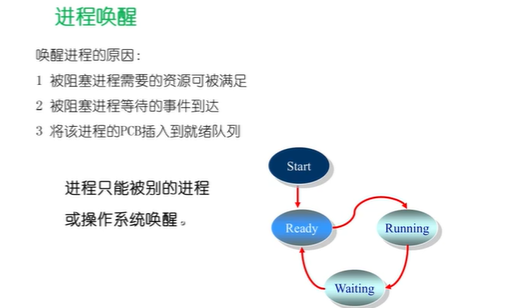 进程唤醒
唤醒进程的原因：
1 被阻塞进程需要的资源可被满足
2 被阻塞进程等待的事件到达
3 将该进程的PCB插入到就绪队列
进程只能被别的进程
或操作系统唤醒。
Start
Ready
Running
Waiting